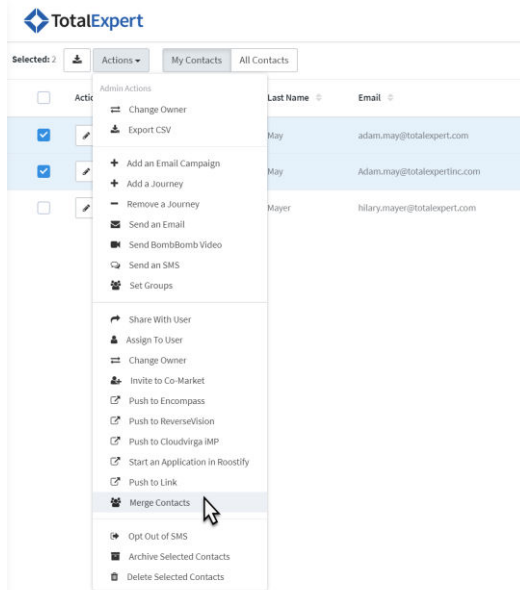 TotalExpert
Selected: 2 Actions My Contacts All Contacts
Admin Actions
Actio Last Name Email
Change Owner
Export CSV
May adam.may@totalexpert.com
Add an Email Campaign
May Adam.may@totalexpertinc.com
Add a Journey
Remove a Journey
Mayer hilary.mayer@totalexpert.com
Send an Email
Send BombBomb Video
Send an SMS
Set Groups
Share With User
Assign To User
Change Owner
Invite to Co-Market
Push to Encompass
Push to ReverseVision
Push to Cloudvirga iMP
Start an Application in Roostify
Push to Link
Merge Contacts
Opt Out of SMS
Archive Selected Contacts
Delete Selected Contacts